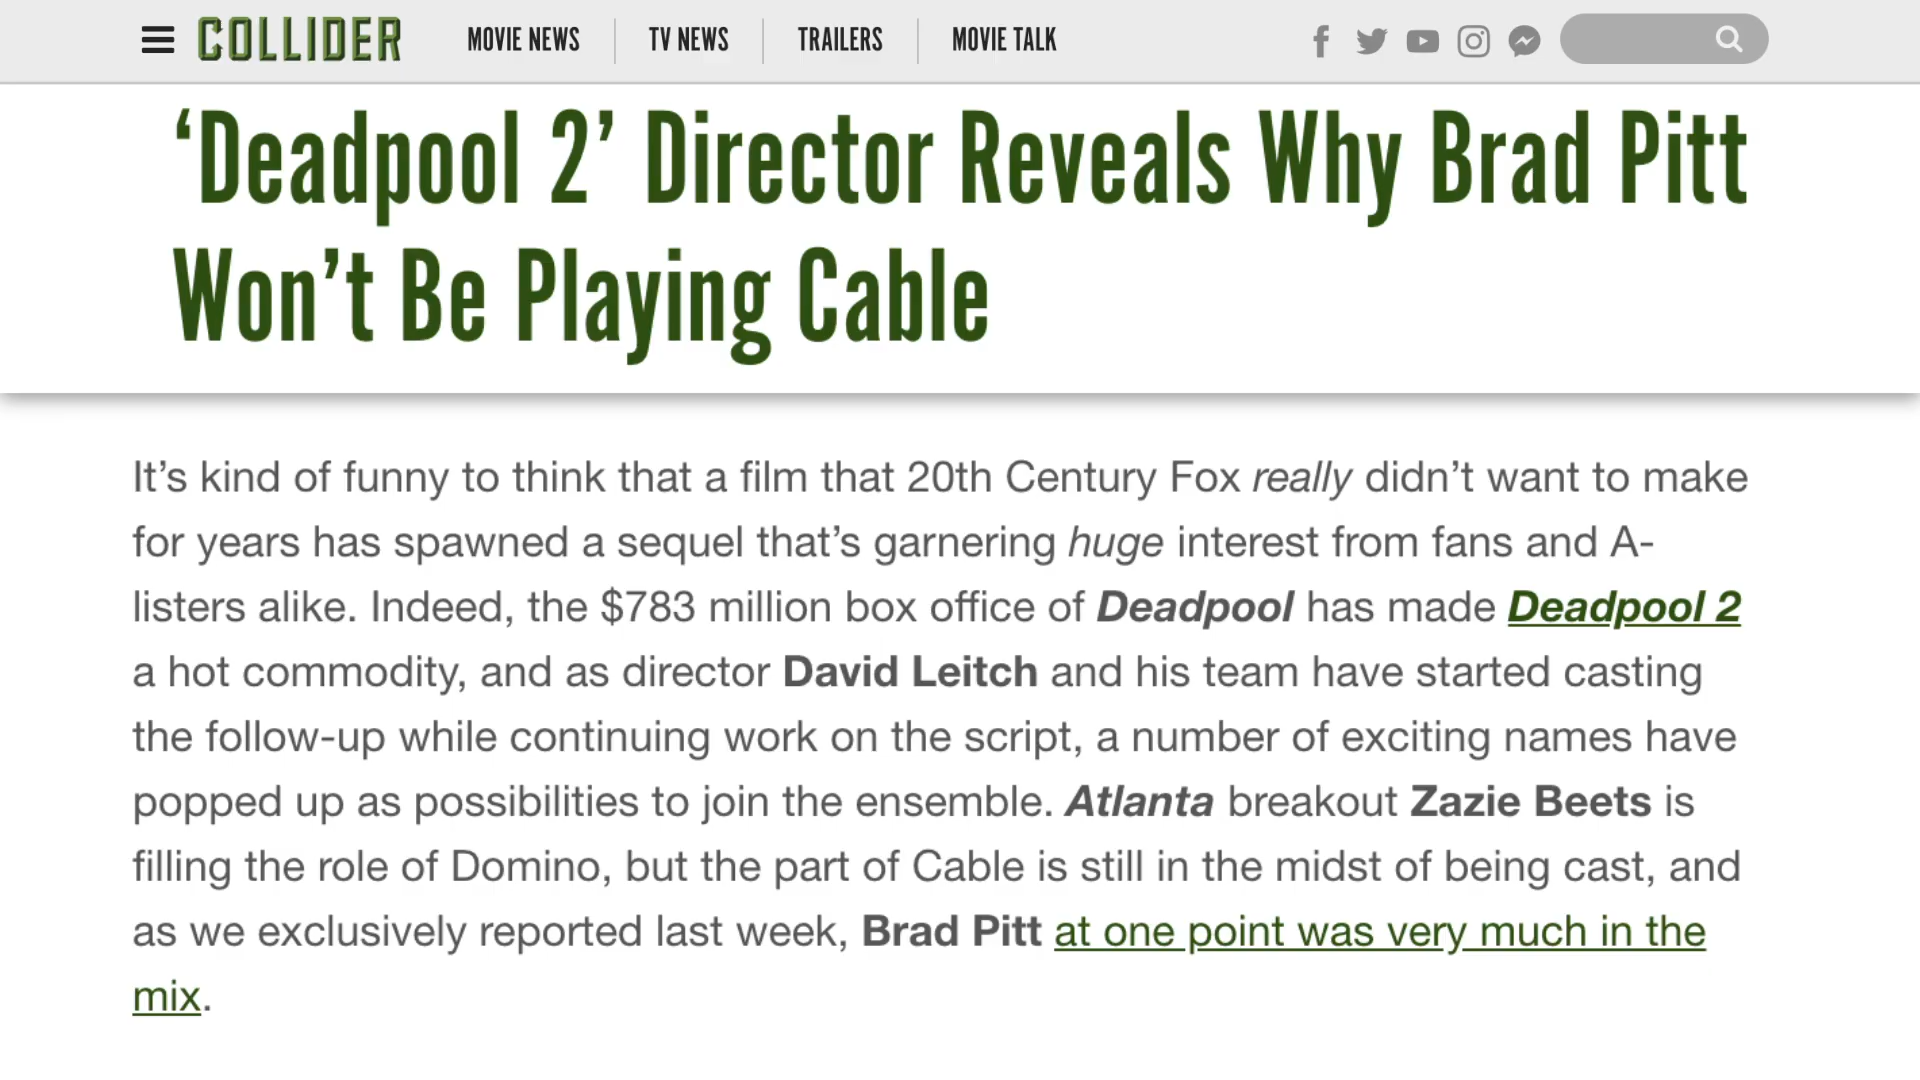 COLLIDER MOVIE NEWS TV NEWS TRAILERS MOVIE TALK
‘Deadpool 2’ Director Reveals Why Brad Pitt
Won’t Be Playing Cable
It’s kind of funny to think that a film that 20th Century Fox really didn’t want to make
for years has spawned a sequel that’s garnering huge interest from fans and A-
listers alike. Indeed, the $783 million box office of Deadpool has made Deadpool 2
a hot commodity, and as director David Leitch and his team have started casting
the follow-up while continuing work on the script, a number of exciting names have
popped up as possibilities to join the ensemble. Atlanta breakout Zazie Beets is
filling the role of Domino, but the part of Cable is still in the midst of being cast, and
as we exclusively reported last week, Brad Pitt at one point was very much in the
mix.